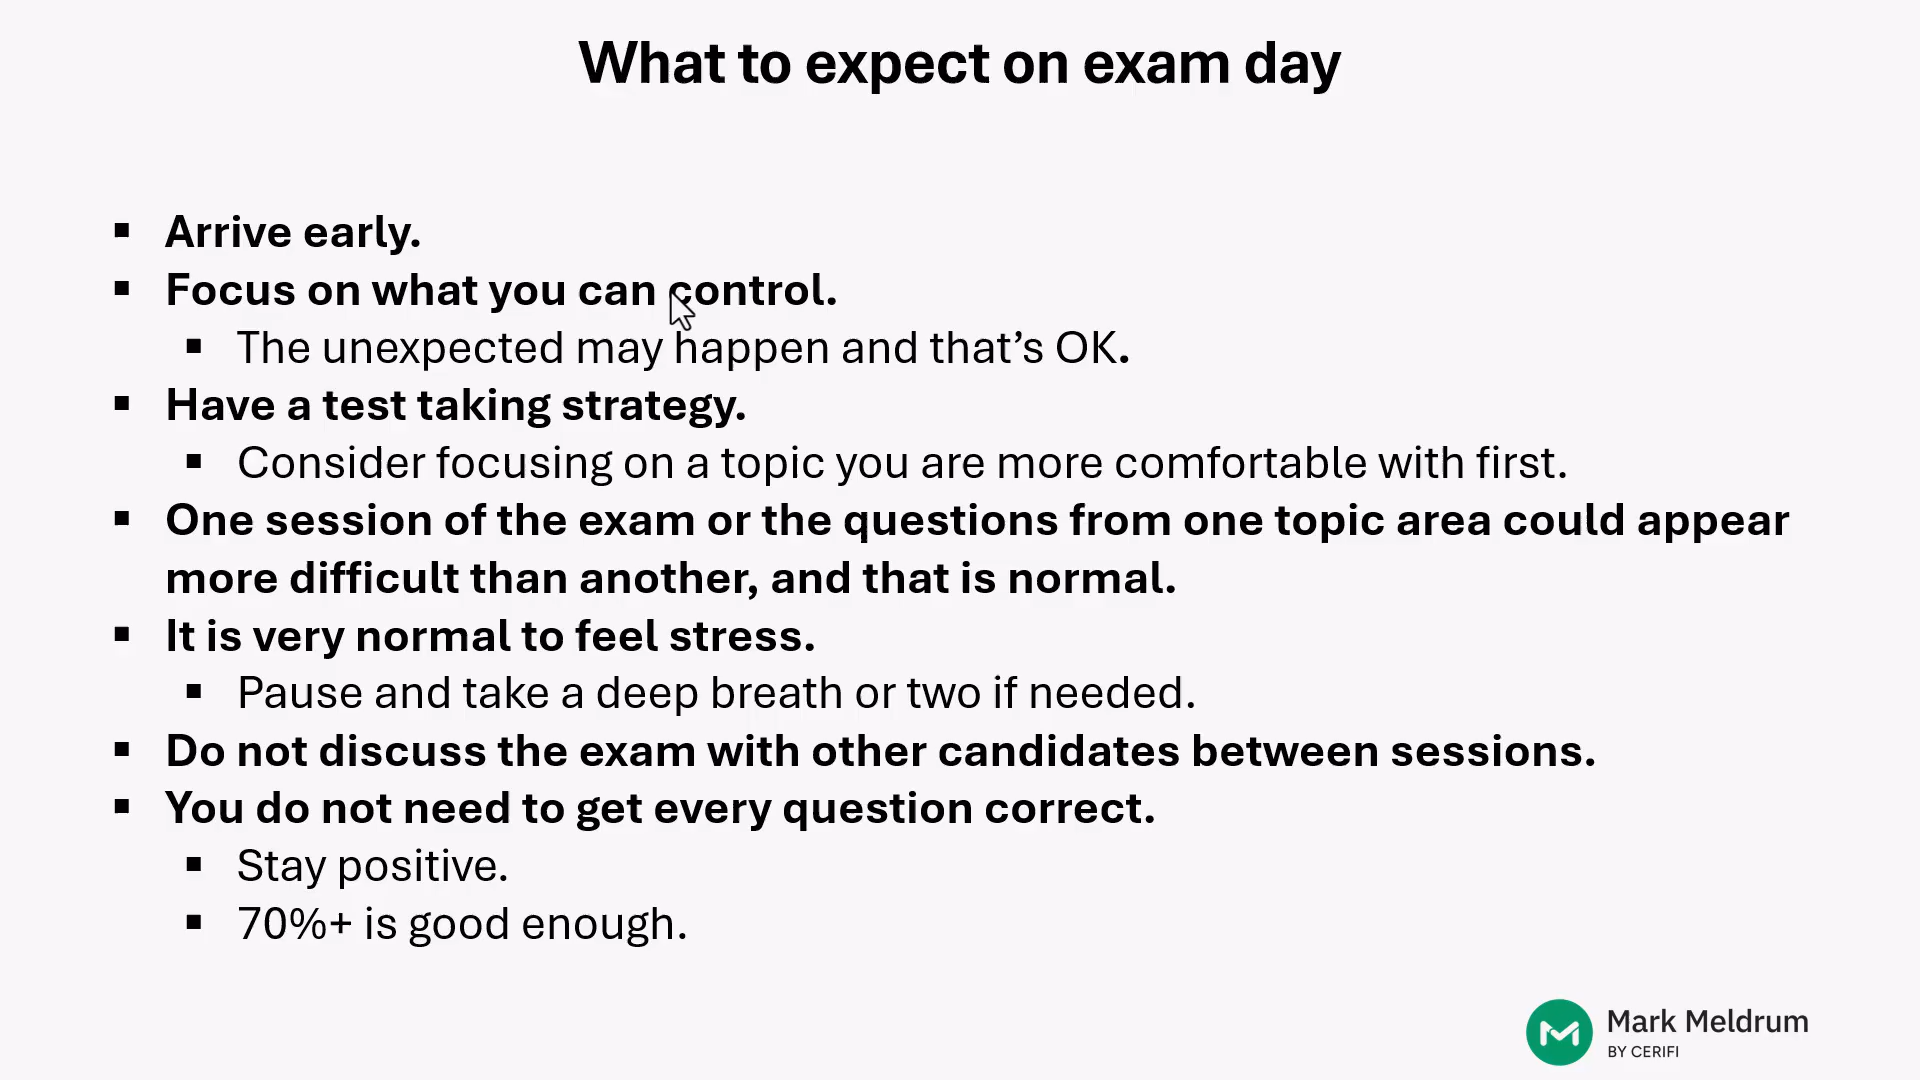 What to expect on exam day
▪ Arrive early.
▪ Focus on what you can control.
▪ The unexpected may happen and that’s OK.
▪ Have a test taking strategy.
▪ Consider focusing on a topic you are more comfortable with first.
▪ One session of the exam or the questions from one topic area could appear
more difficult than another, and that is normal.
▪ It is very normal to feel stress.
▪ Pause and take a deep breath or two if needed.
▪ Do not discuss the exam with other candidates between sessions.
▪ You do not need to get every question correct.
▪ Stay positive.
▪ 70%+ is good enough.
Mark Meldrum
BY CERIFI